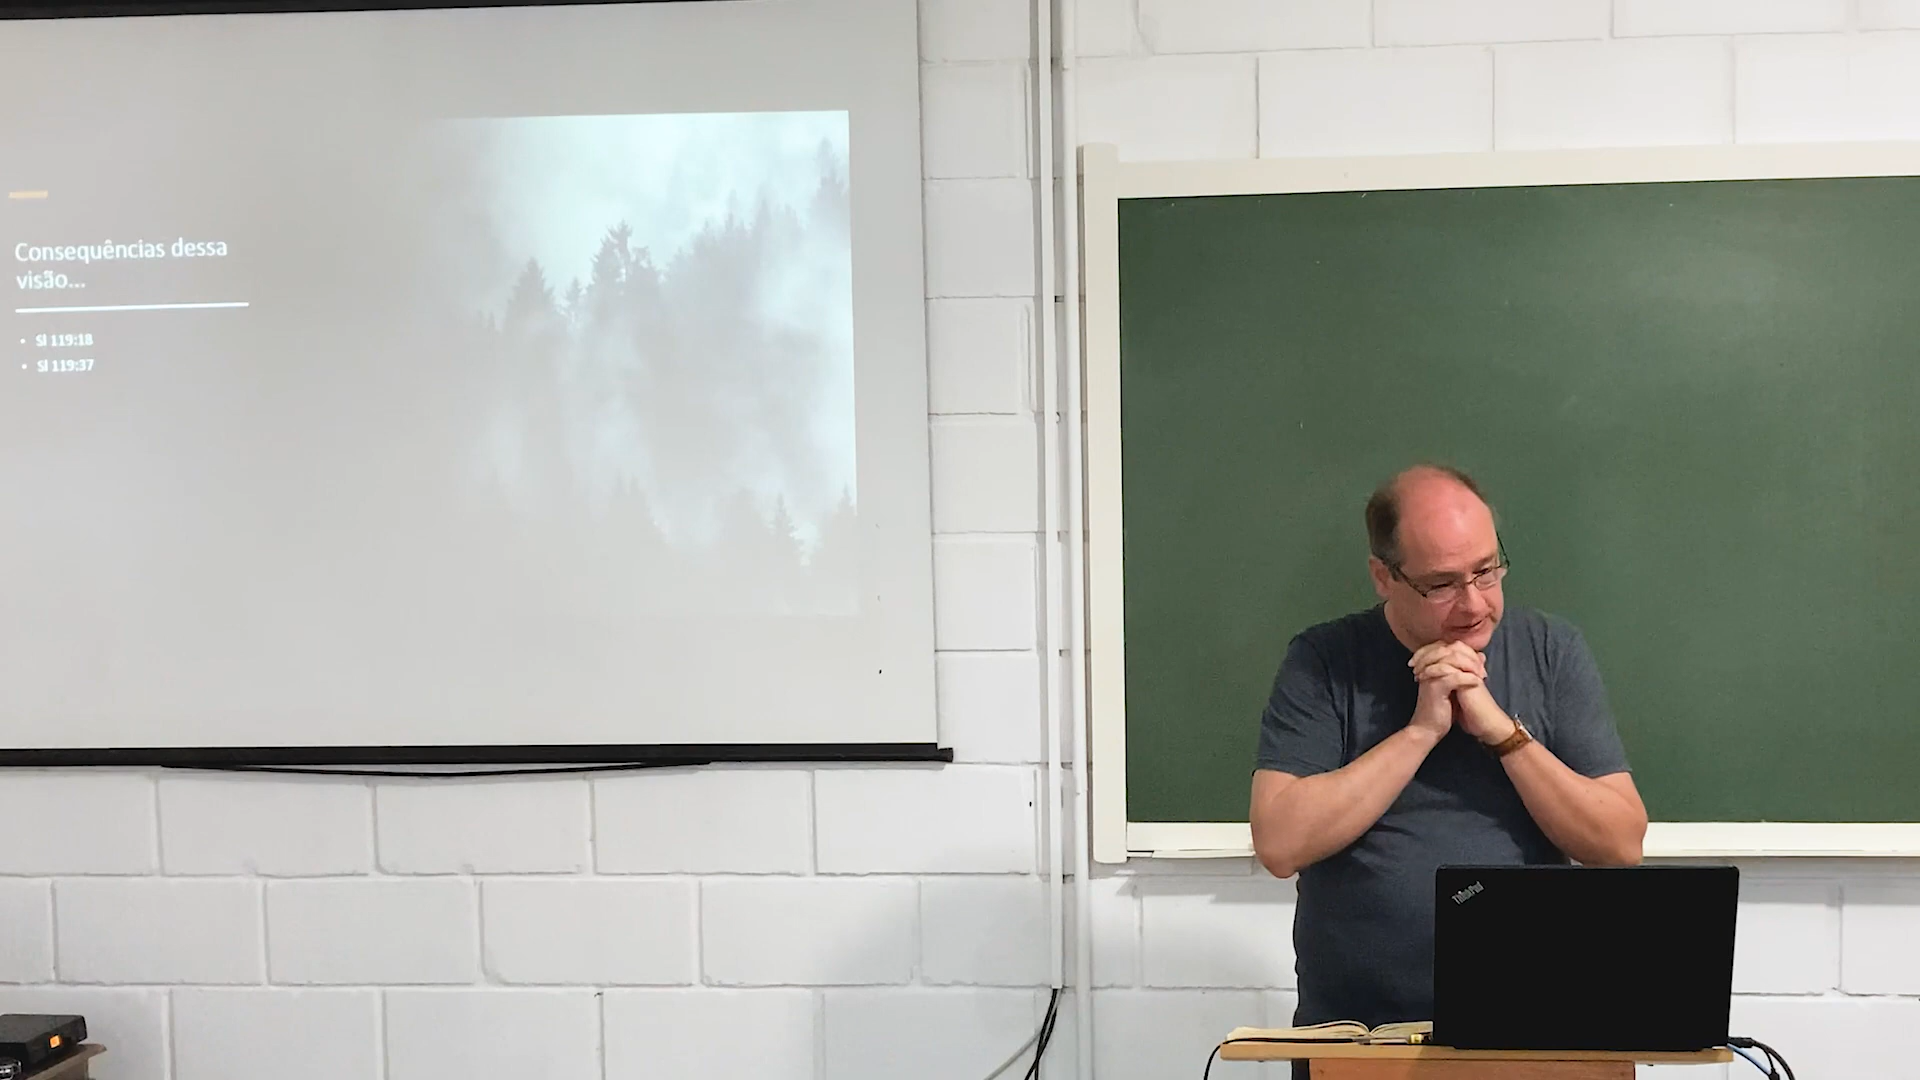 Consequências dessa
visão...
• Sl 119:18
• Sl 119:37
ThinkPad